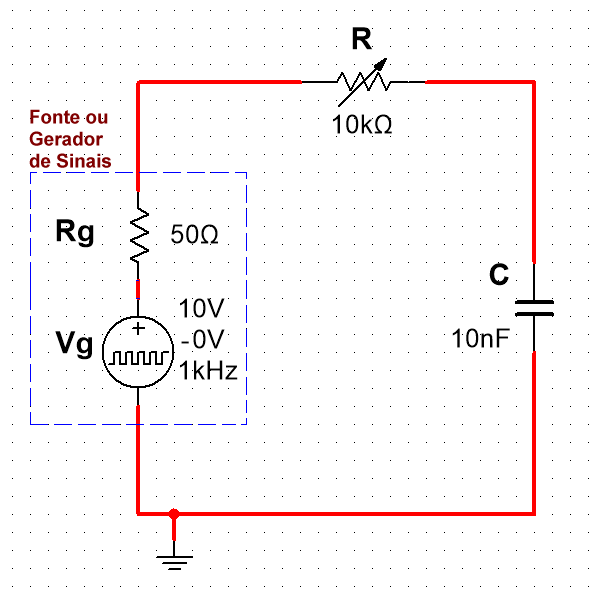 R
10kΩ
Fonte ou
Gerador
de Sinais
Rg
50Ω
C
10nF
Vg
10V
-0V
1kHz